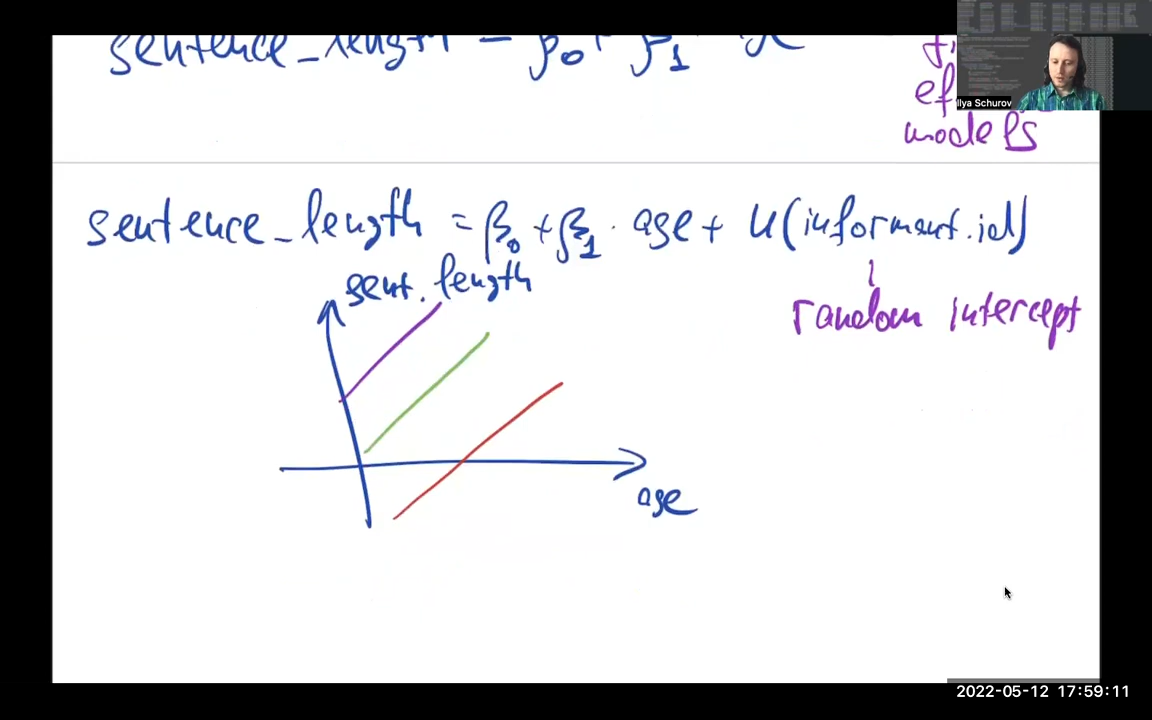 sentence_length = β₀ + β₁
ef
models
Ilya Schurov
sentence_length = β₀ + β₁ · age + u(informant.id)
sent. length
random intercept
age
2022-05-12 17:59:11